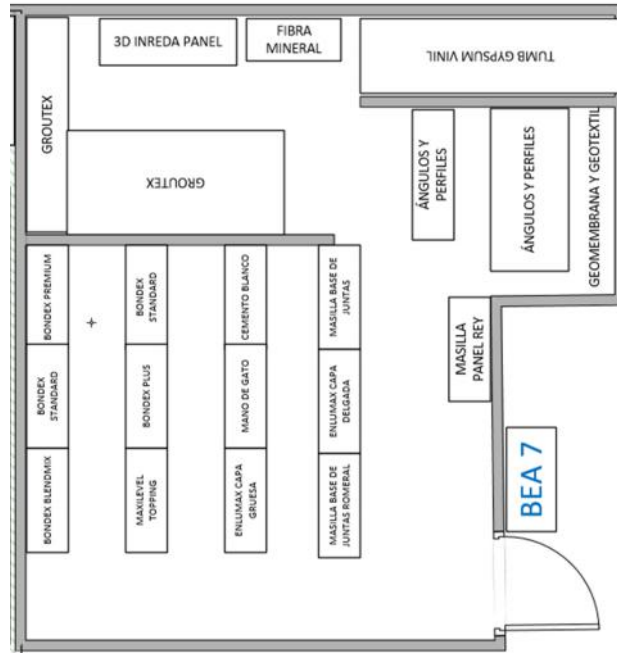 3D INREDA PANEL
FIBRA
MINERAL
TUMB GYPSUM VINIL
GROUTEX
GROUTEX
ÁNGULOS Y
PERFILES
ÁNGULOS Y PERFILES
GEOMEMBRANA Y GEOTEXTIL
BONDEX PREMIUM
BONDEX
STANDARD
CEMENTO BLANCO
MASILLA BASE DE
JUNTAS
MASILLA
PANEL REY
BONDEX
STANDARD
BONDEX PLUS
MANO DE GATO
ENLUMAX CAPA
DELGADA
BONDEX BLENDMIX
MAXILEVEL
TOPPING
ENLUMAX CAPA
GRUESA
MASILLA BASE DE
JUNTAS ROMERAL
BEA 7